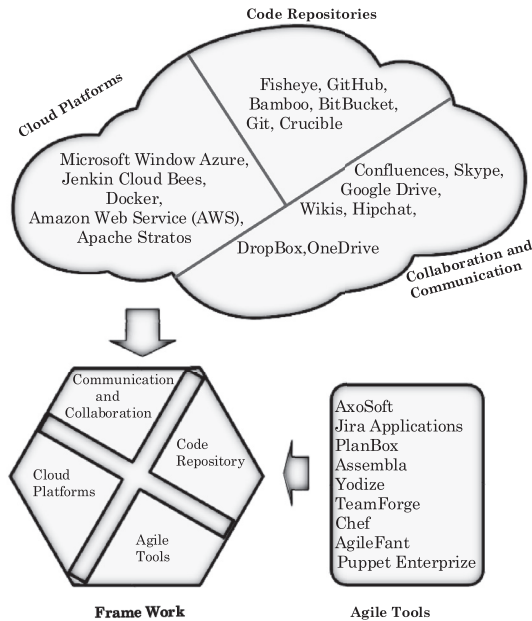 Code Repositories
Cloud Platforms
Fisheye, GitHub,
Bamboo, BitBucket,
Git, Crucible
Microsoft Window Azure,
Jenkin Cloud Bees,
Docker,
Amazon Web Service (AWS),
Apache Stratos
Confluences, Skype,
Google Drive,
Wikis, Hipchat,
DropBox,OneDrive
Collaboration and
Communication
Communication
and
Collaboration
Code
Repository
Cloud
Platforms
Agile
Tools
Frame Work
AxoSoft
Jira Applications
PlanBox
Assembla
Yodize
TeamForge
Chef
AgileFant
Puppet Enterprize
Agile Tools